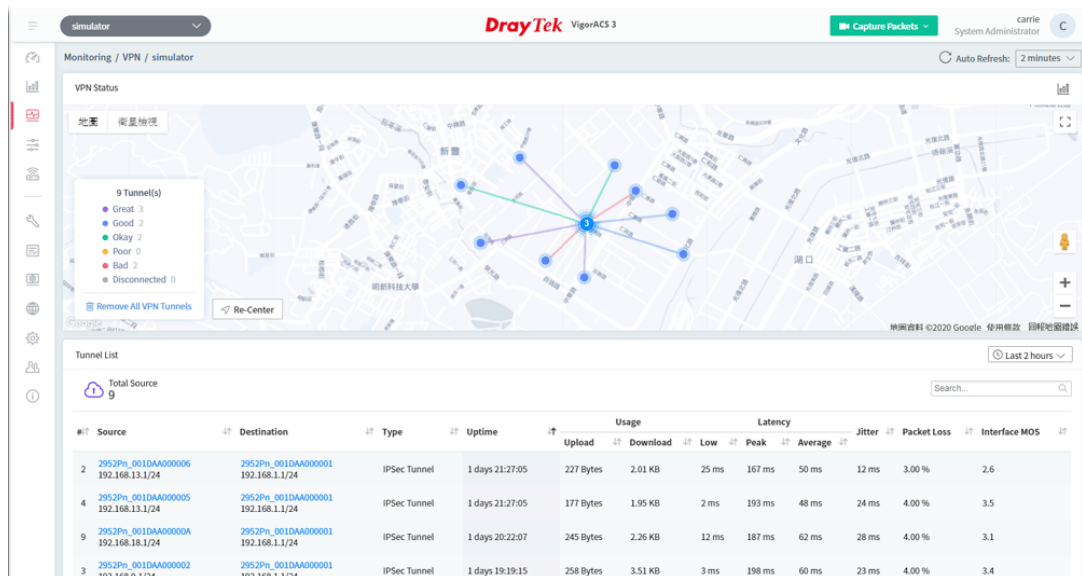 simulator
DrayTek VigorACS 3
Capture Packets
carrie
System Administrator
C
Monitoring / VPN / simulator
Auto Refresh: 2 minutes
VPN Status
地圖 衛星檢視
新豐
湖口
明新科技大學
3
9 Tunnel(s)
Great 3
Good 2
Okay 2
Poor 0
Bad 2
Disconnected 0
Remove All VPN Tunnels
Re-Center
Google
地圖資料 ©2020 Google 使用條款 回報地圖錯誤
Tunnel List
Last 2 hours
Total Source
9
Search...
Usage Latency
# Source Destination Type Uptime Upload Download Low Peak Average Jitter Packet Loss Interface MOS
2 2952Pn_001DAA000006 2952Pn_001DAA000001 IPSec Tunnel 1 days 21:27:05 227 Bytes 2.01 KB 25 ms 167 ms 50 ms 12 ms 3.00 % 2.6
192.168.13.1/24 192.168.1.1/24
4 2952Pn_001DAA000005 2952Pn_001DAA000001 IPSec Tunnel 1 days 21:27:05 177 Bytes 1.95 KB 2 ms 193 ms 48 ms 24 ms 4.00 % 3.5
192.168.13.1/24 192.168.1.1/24
9 2952Pn_001DAA00000A 2952Pn_001DAA000001 IPSec Tunnel 1 days 20:22:07 245 Bytes 2.26 KB 12 ms 187 ms 62 ms 28 ms 4.00 % 3.1
192.168.18.1/24 192.168.1.1/24
3 2952Pn_001DAA000002 2952Pn_001DAA000001 IPSec Tunnel 1 days 19:19:15 258 Bytes 3.51 KB 3 ms 198 ms 60 ms 23 ms 4.00 % 3.4